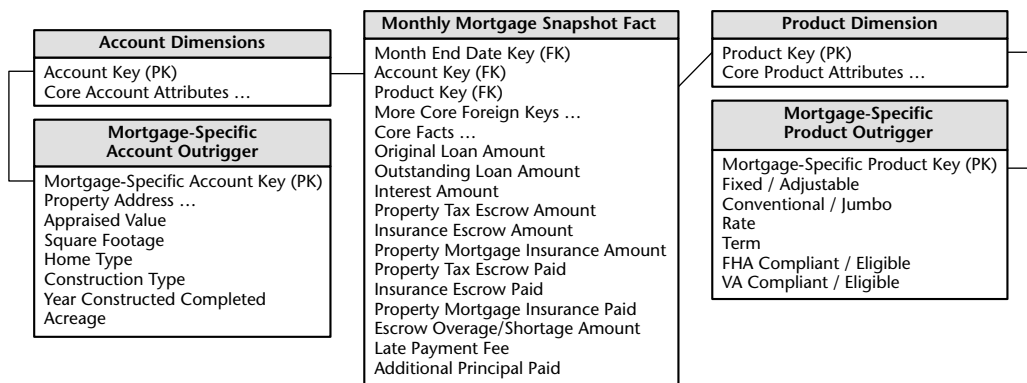 Account Dimensions
Account Key (PK)
Core Account Attributes …
Mortgage-Specific
Account Outrigger
Mortgage-Specific Account Key (PK)
Property Address …
Appraised Value
Square Footage
Home Type
Construction Type
Year Constructed Completed
Acreage
Monthly Mortgage Snapshot Fact
Month End Date Key (FK)
Account Key (FK)
Product Key (FK)
More Core Foreign Keys …
Core Facts …
Original Loan Amount
Outstanding Loan Amount
Interest Amount
Property Tax Escrow Amount
Insurance Escrow Amount
Property Mortgage Insurance Amount
Property Tax Escrow Paid
Insurance Escrow Paid
Property Mortgage Insurance Paid
Escrow Overage/Shortage Amount
Late Payment Fee
Additional Principal Paid
Product Dimension
Product Key (PK)
Core Product Attributes …
Mortgage-Specific
Product Outrigger
Mortgage-Specific Product Key (PK)
Fixed / Adjustable
Conventional / Jumbo
Rate
Term
FHA Compliant / Eligible
VA Compliant / Eligible